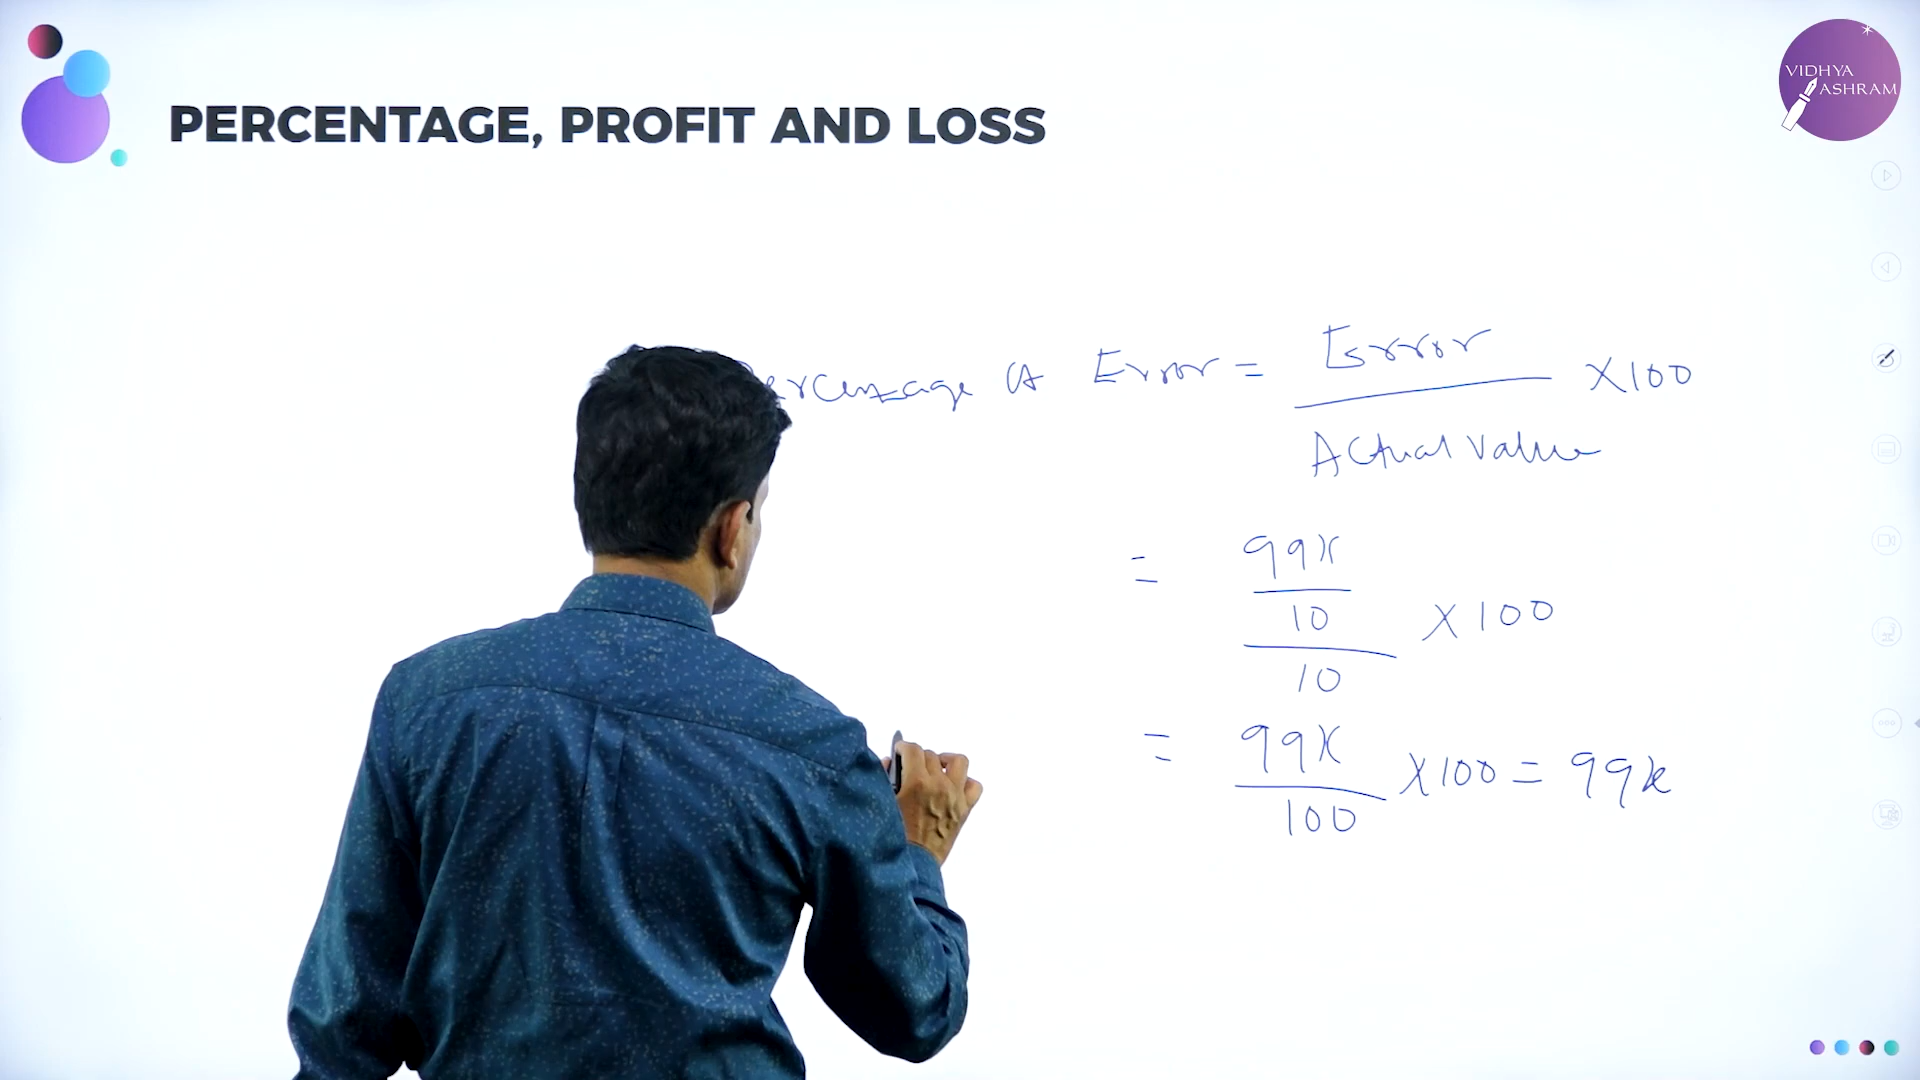 VIDHYA
ASHRAM
PERCENTAGE, PROFIT AND LOSS
ercentage Error = Error / Actual value X100
= 99x/10 / 10 X 100
= 99x/100 X100 = 99x